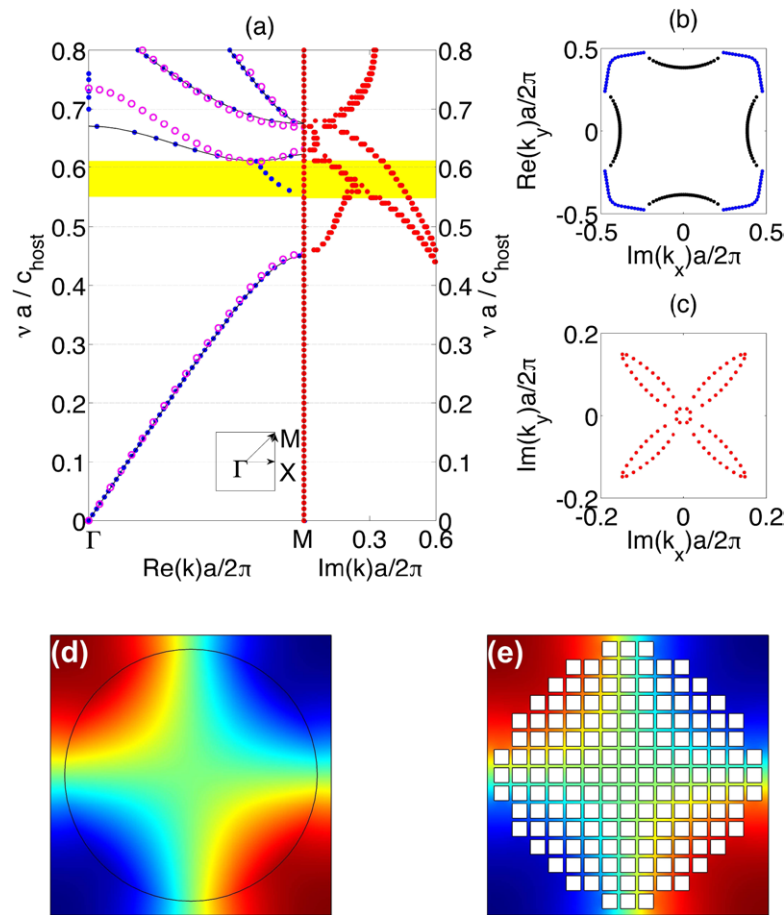 (a)
0.8
0.7
0.6
0.5
0.4
0.3
0.2
0.1
0
ν a / c_host
Γ
M
Re(k)a/2π
0.3
0.6
Im(k)a/2π
0.8
0.7
0.6
0.5
0.4
0.3
0.2
0.1
0
ν a / c_host
Γ
M
X
(b)
0.5
0
-0.5
Re(k_y)a/2π
-0.5
0
0.5
Im(k_x)a/2π
(c)
0.2
0
-0.2
Im(k_y)a/2π
-0.2
0
0.2
Im(k_x)a/2π
(d)
(e)